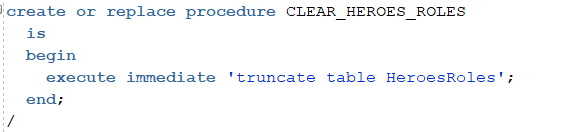 create or replace procedure CLEAR_HEROES_ROLES
is
begin
execute immediate 'truncate table HeroesRoles';
end;
/